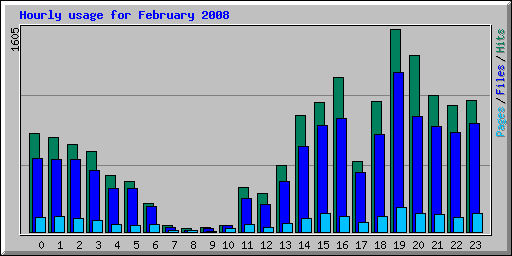 Hourly usage for February 2008
1605
Pages/Files/Hits
0 1 2 3 4 5 6 7 8 9 10 11 12 13 14 15 16 17 18 19 20 21 22 23